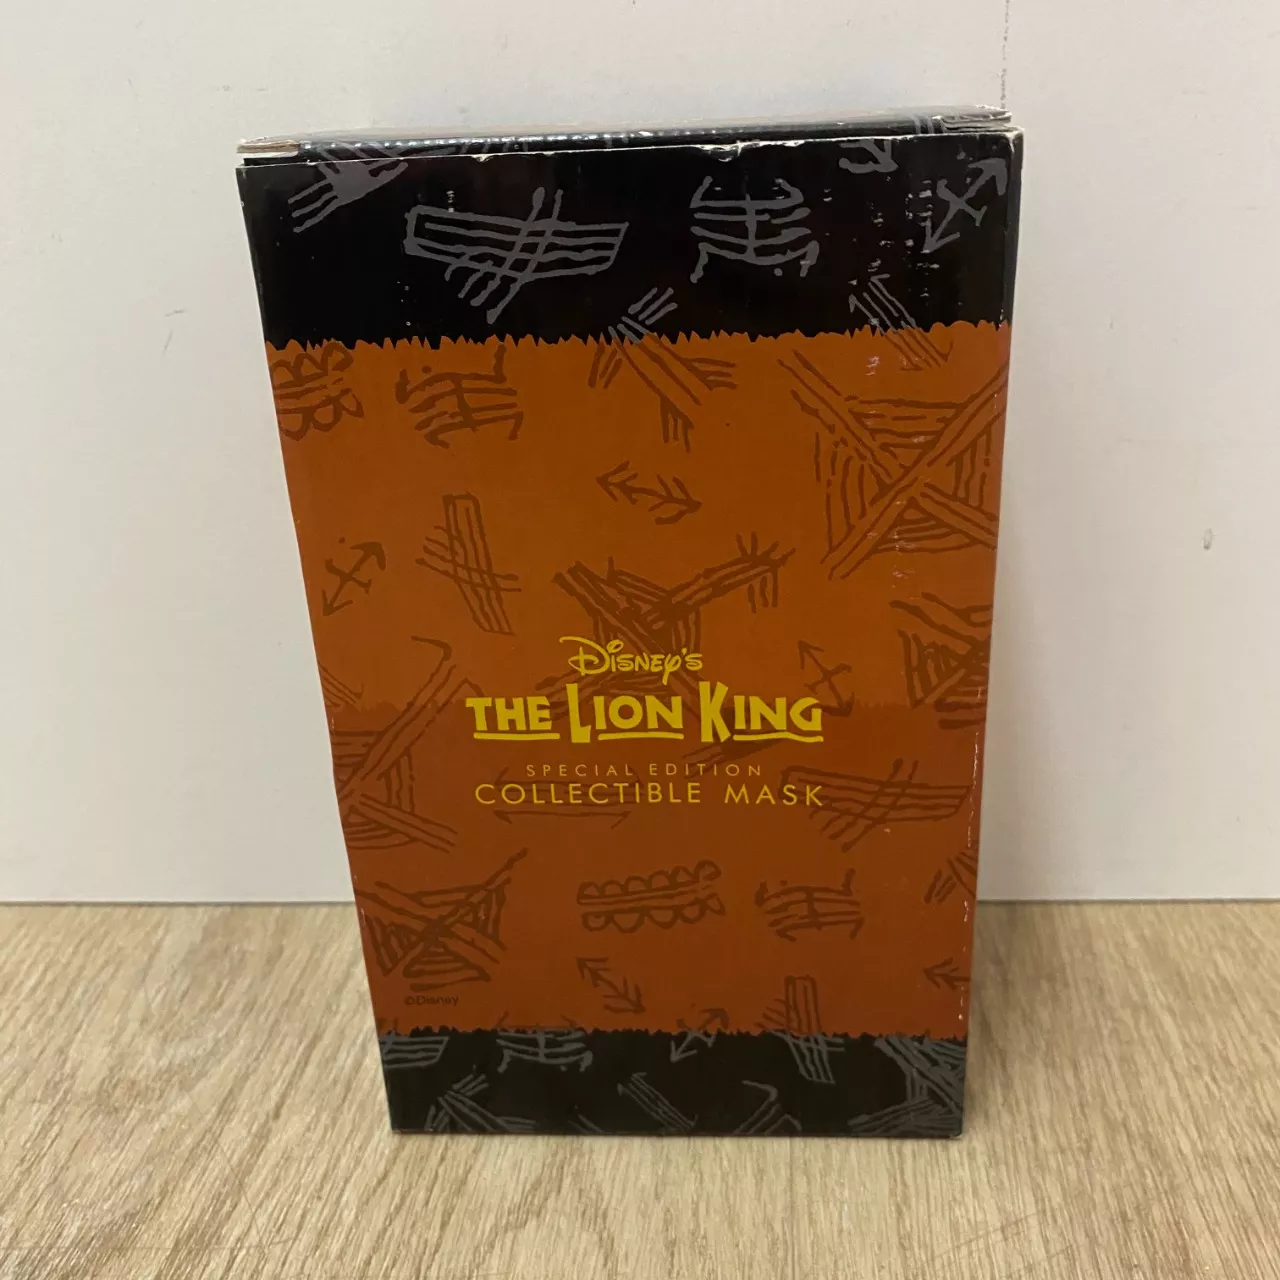 Disney's
THE LION KING
SPECIAL EDITION
COLLECTIBLE MASK
©Disney